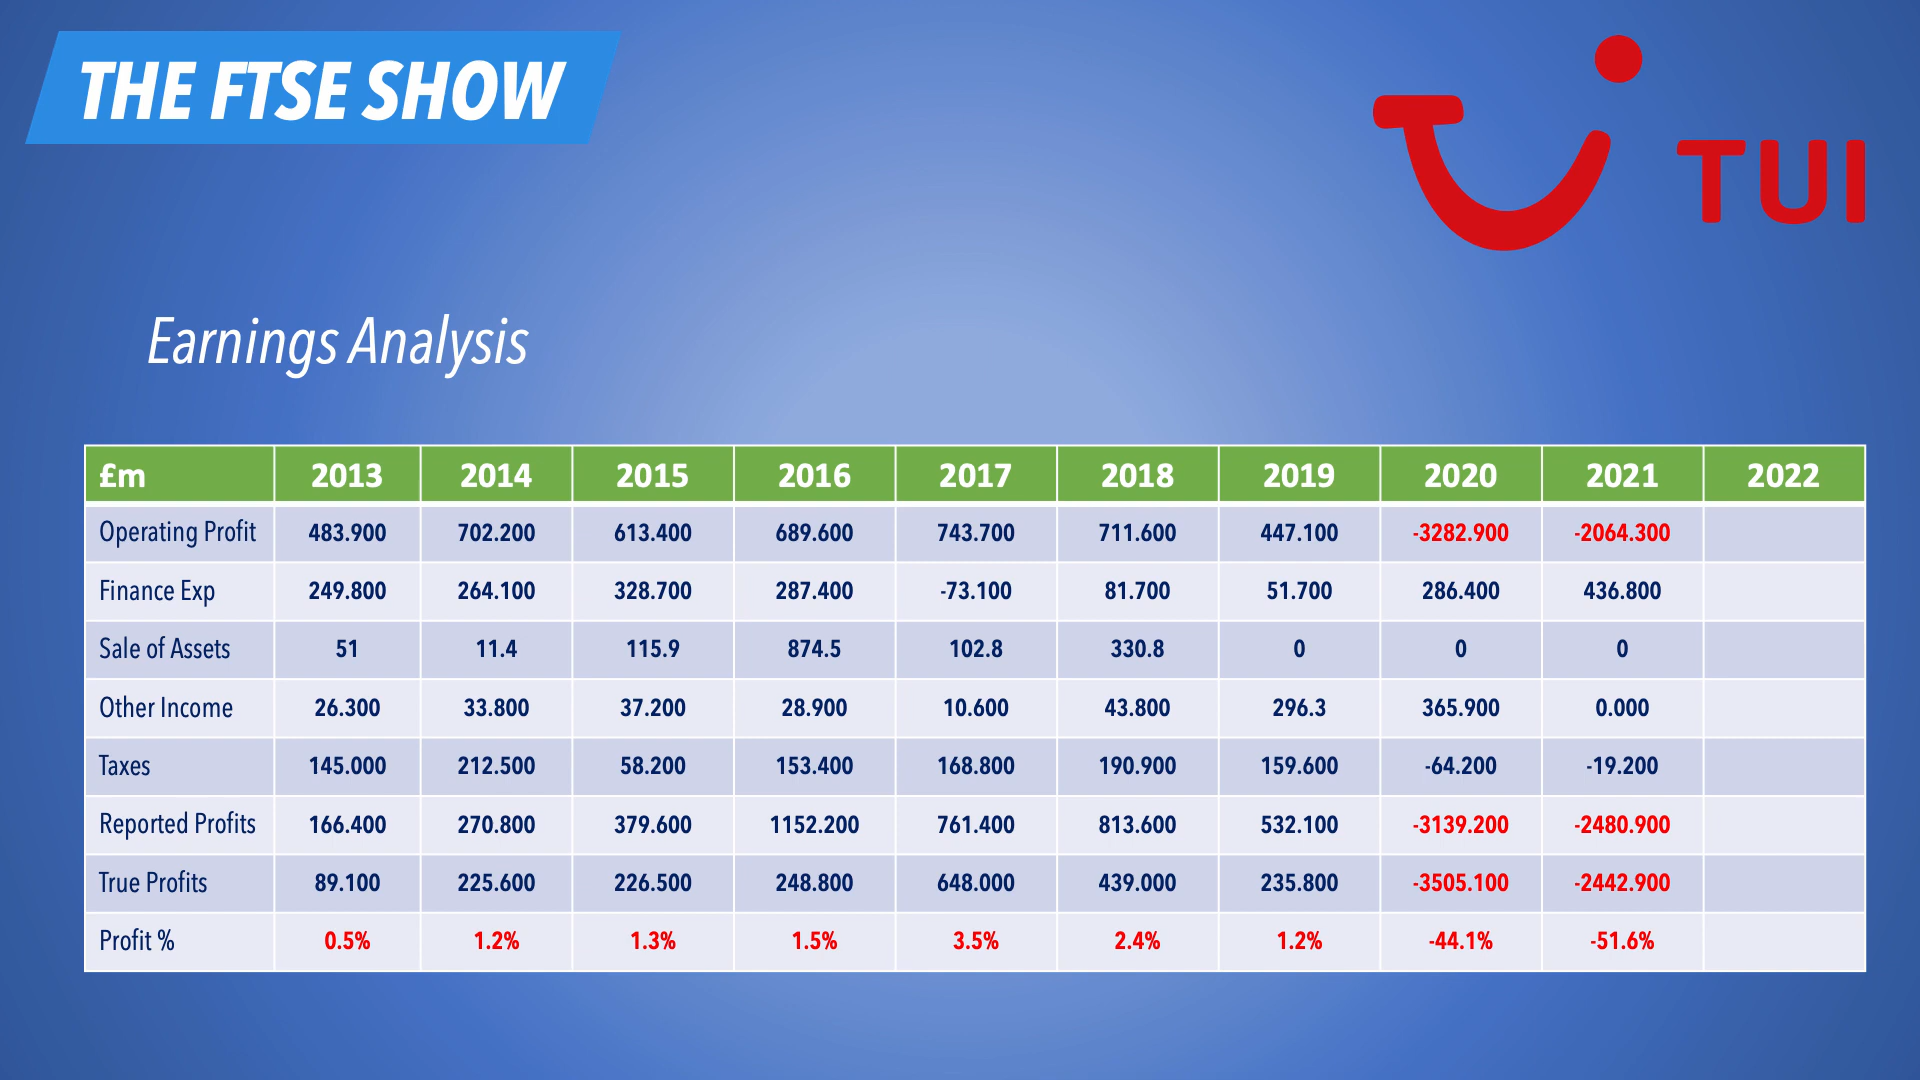 THE FTSE SHOW
TUI
Earnings Analysis
£m 2013 2014 2015 2016 2017 2018 2019 2020 2021 2022
Operating Profit 483.900 702.200 613.400 689.600 743.700 711.600 447.100 -3282.900 -2064.300
Finance Exp 249.800 264.100 328.700 287.400 -73.100 81.700 51.700 286.400 436.800
Sale of Assets 51 11.4 115.9 874.5 102.8 330.8 0 0 0
Other Income 26.300 33.800 37.200 28.900 10.600 43.800 296.3 365.900 0.000
Taxes 145.000 212.500 58.200 153.400 168.800 190.900 159.600 -64.200 -19.200
Reported Profits 166.400 270.800 379.600 1152.200 761.400 813.600 532.100 -3139.200 -2480.900
True Profits 89.100 225.600 226.500 248.800 648.000 439.000 235.800 -3505.100 -2442.900
Profit % 0.5% 1.2% 1.3% 1.5% 3.5% 2.4% 1.2% -44.1% -51.6%